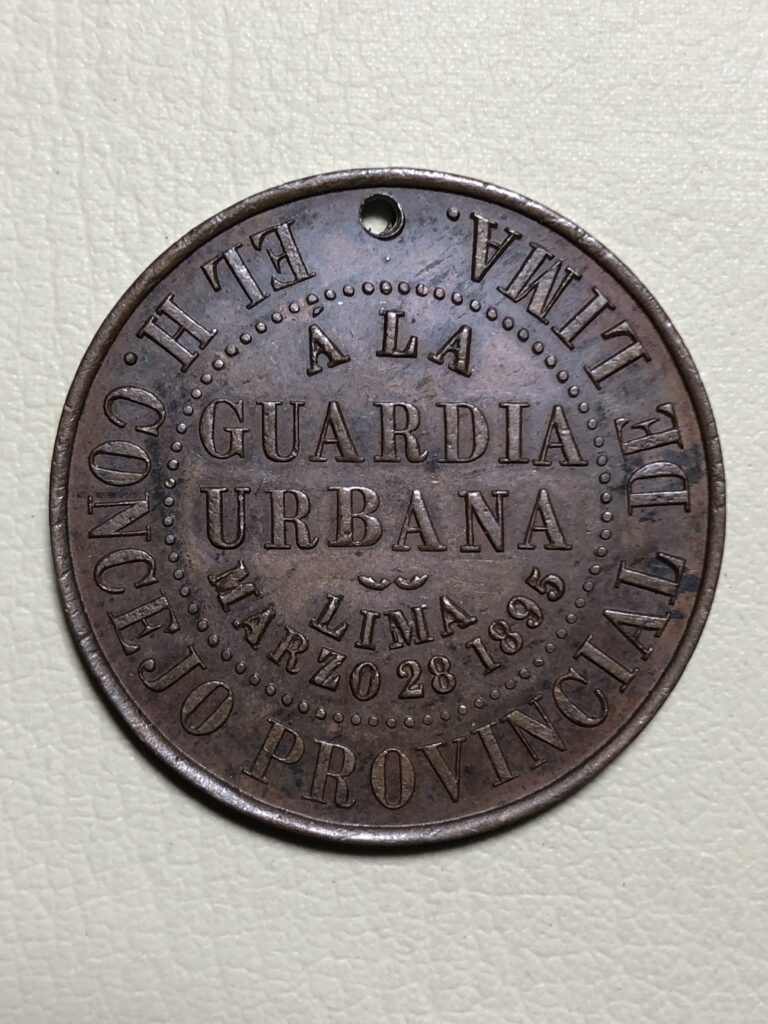 EL H. CONCEJO PROVINCIAL DE LIMA.
Á LA
GUARDIA
URBANA
LIMA
MARZO 28 1895